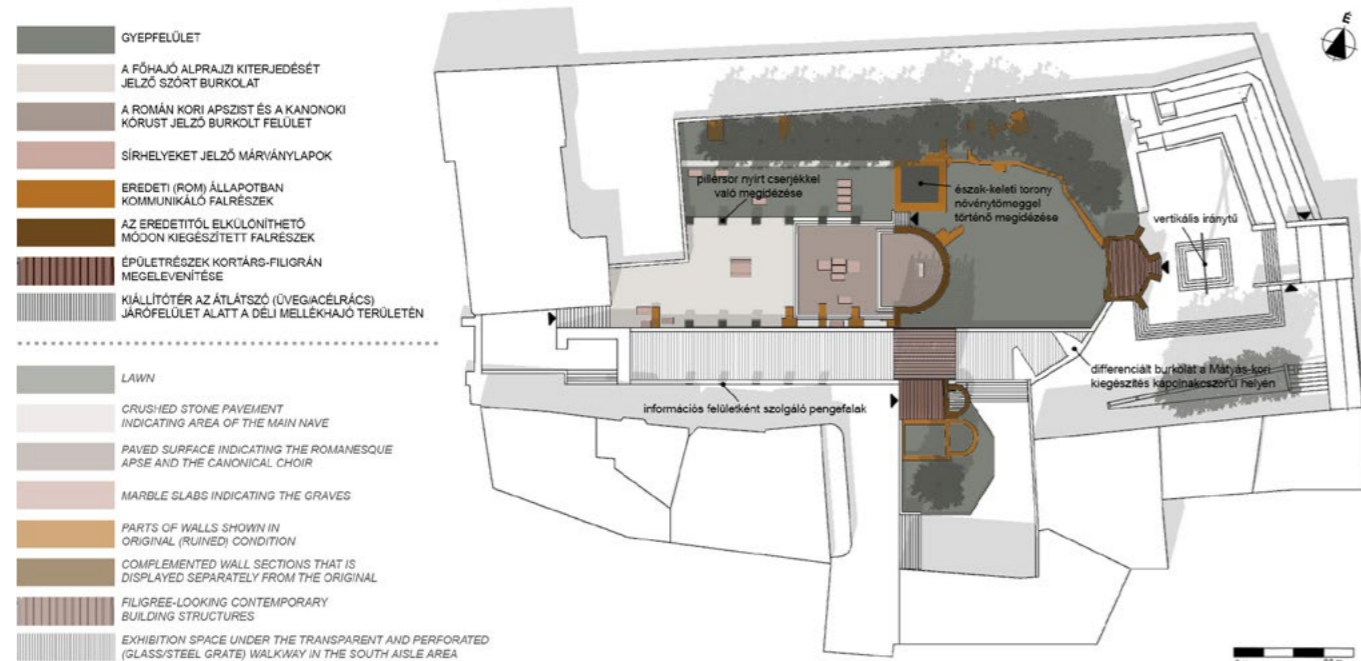 GYEPFELÜLET
A FŐHAJÓ ALPRAJZI KITERJEDÉSÉT
JELZŐ SZÓRT BURKOLAT
A ROMÁN KORI APSZIST ÉS A KANONOKI
KÓRUST JELZŐ BURKOLT FELÜLET
SÍRHELYEKET JELZŐ MÁRVÁNYLAPOK
EREDETI (ROM) ÁLLAPOTBAN
KOMMUNIKÁLÓ FALRÉSZEK
AZ EREDETITŐL ELKÜLÖNÍTHETŐ
MÓDON KIEGÉSZÍTETT FALRÉSZEK
ÉPÜLETRÉSZEK KORTÁRS-FILIGRÁN
MEGELEVENÍTÉSE
KIÁLLÍTÓTÉR AZ ÁTLÁTSZÓ (ÜVEG/ACÉLRÁCS)
JÁRÓFELÜLET ALATT A DÉLI MELLÉKHAJÓ TERÜLETÉN
LAWN
CRUSHED STONE PAVEMENT
INDICATING AREA OF THE MAIN NAVE
PAVED SURFACE INDICATING THE ROMANESQUE
APSE AND THE CANONICAL CHOIR
MARBLE SLABS INDICATING THE GRAVES
PARTS OF WALLS SHOWN IN
ORIGINAL (RUINED) CONDITION
COMPLEMENTED WALL SECTIONS THAT IS
DISPLAYED SEPARATELY FROM THE ORIGINAL
FILIGREE-LOOKING CONTEMPORARY
BUILDING STRUCTURES
EXHIBITION SPACE UNDER THE TRANSPARENT AND PERFORATED
(GLASS/STEEL GRATE) WALKWAY IN THE SOUTH AISLE AREA
É
pillérsor nyírt cserjékkel
való megidézése
észak-keleti torony
növénytömeggel
történő megidézése
vertikális iránytű
differenciált burkolat a Mátyás-kori
kiegészítés kápolnakoszorúi helyén
információs felületként szolgáló pengefalak